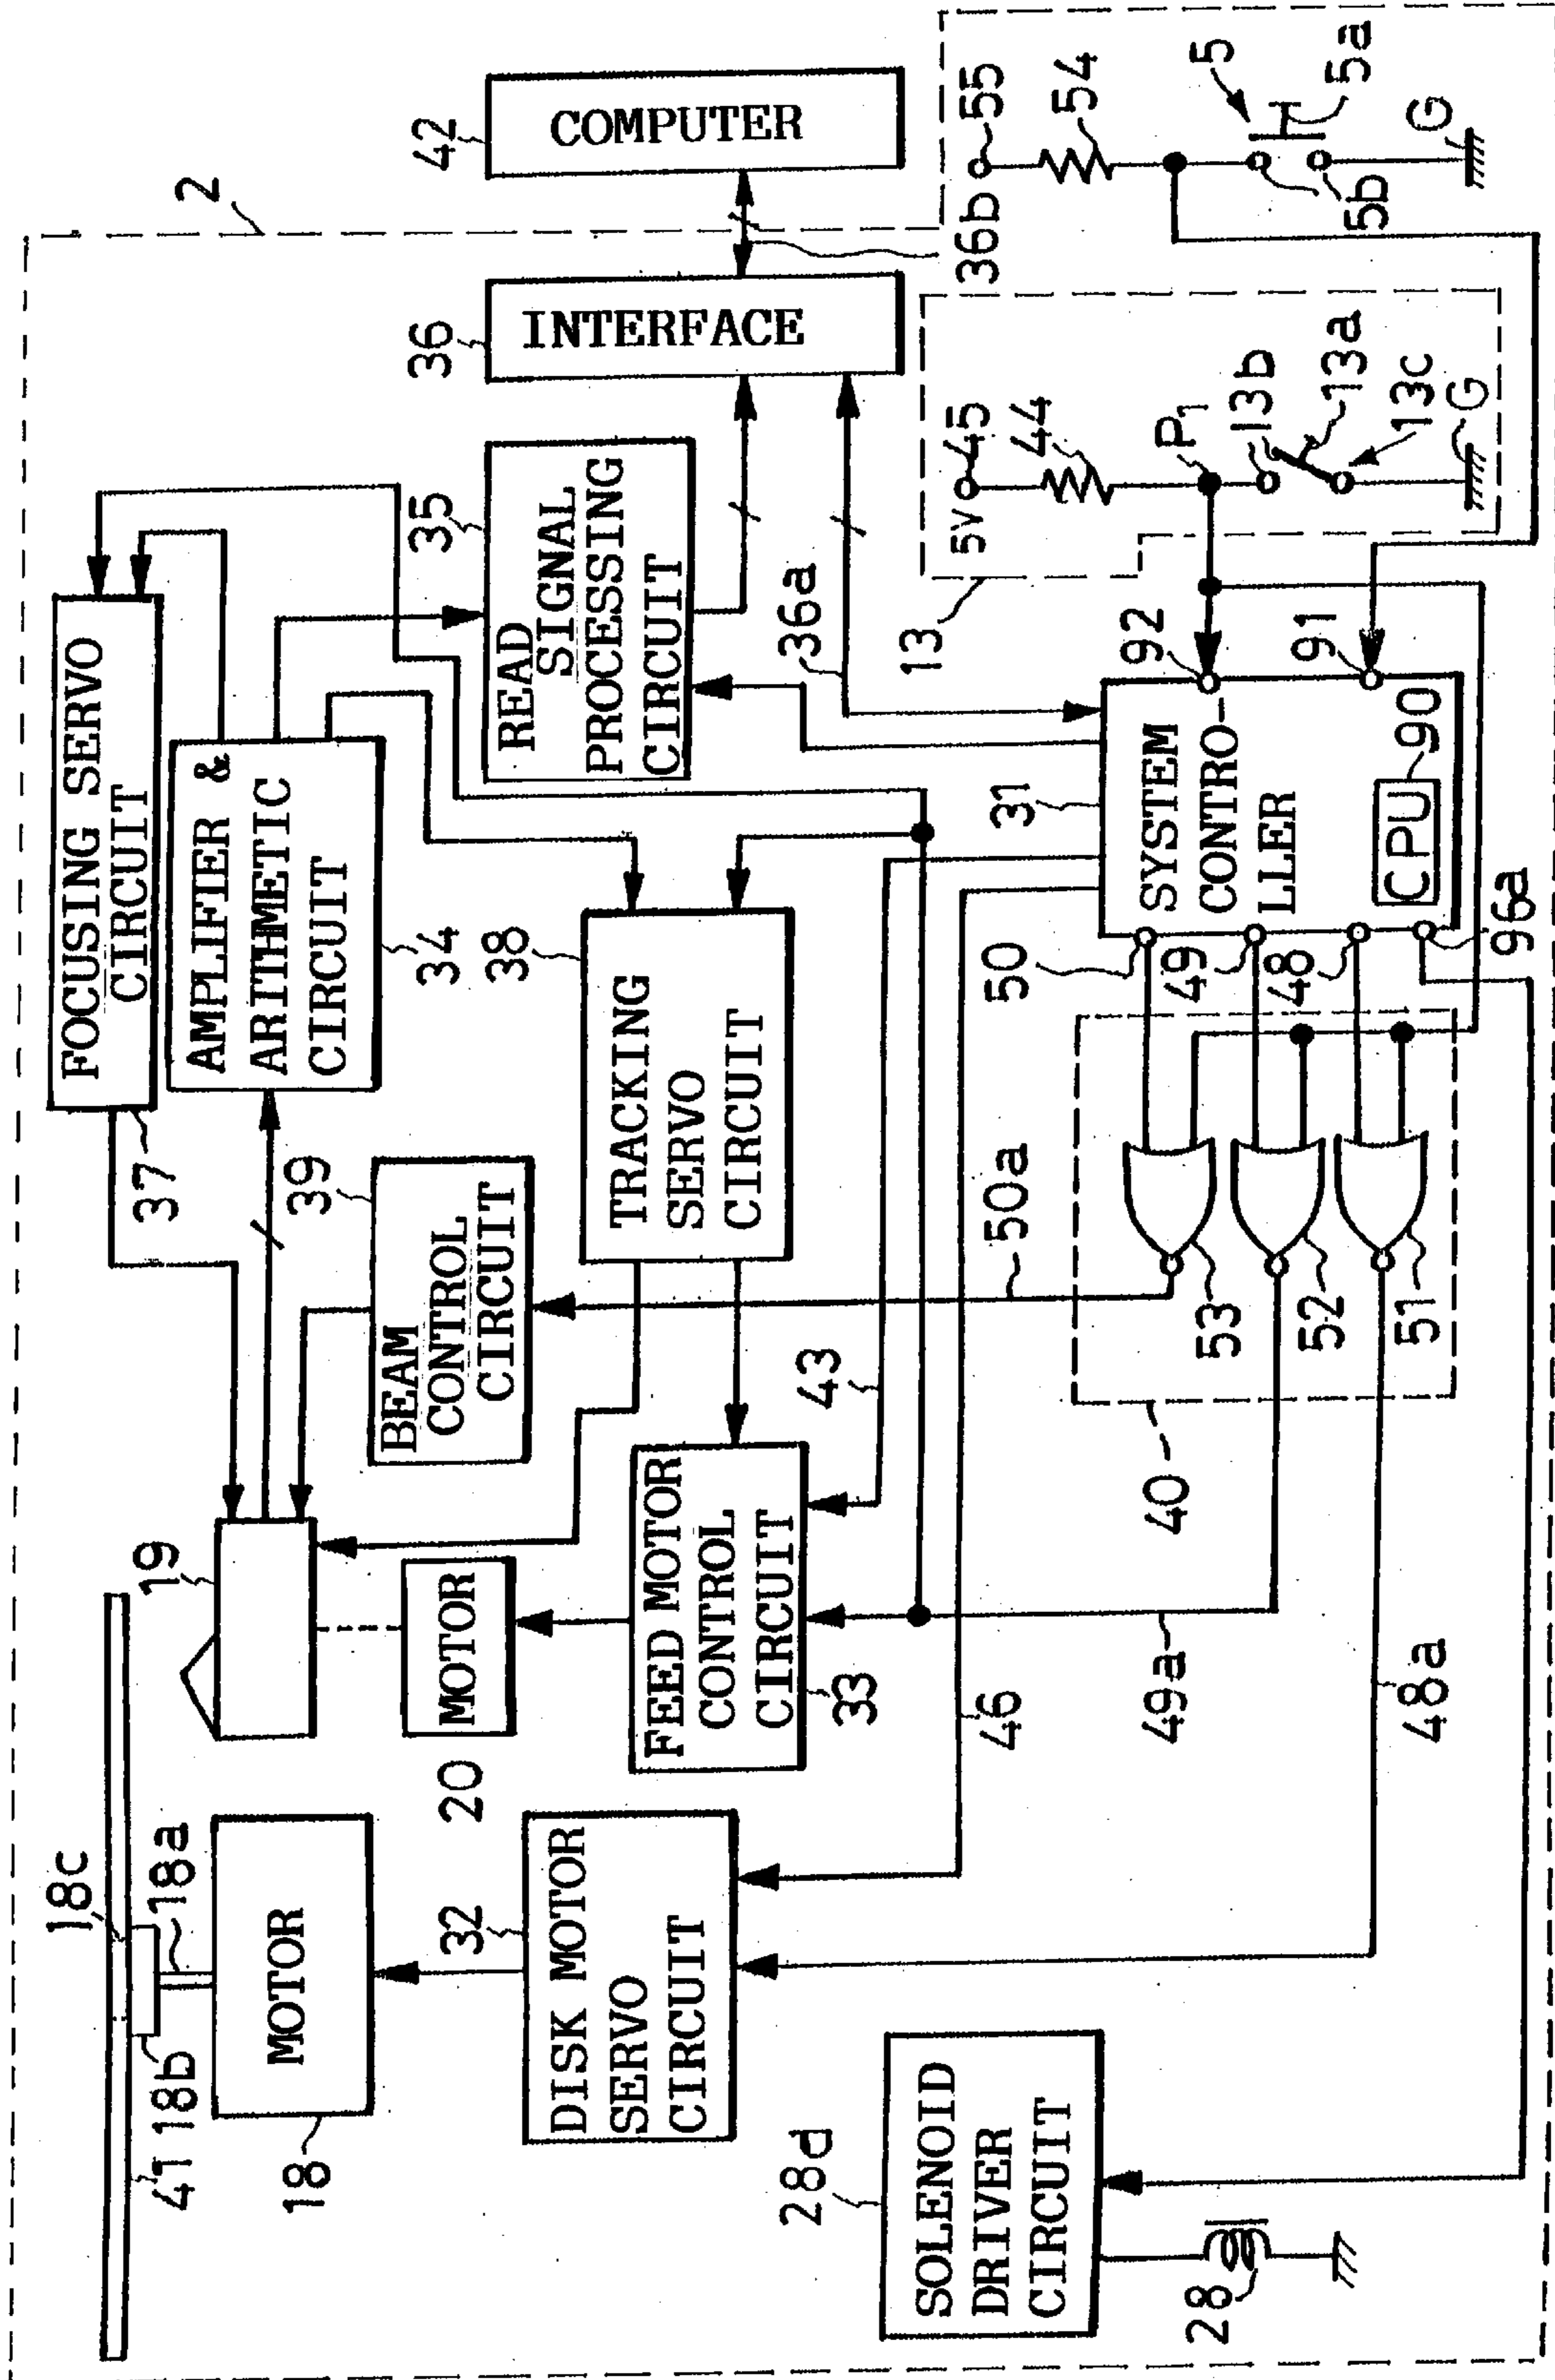 18c
18a
41
18b
MOTOR
18
19
MOTOR
20
32
DISK MOTOR
SERVO
CIRCUIT
28d
SOLENOID
DRIVER
CIRCUIT
28
FOCUSING SERVO
CIRCUIT
37
AMPLIFIER &
ARITHMETIC
CIRCUIT
34
39
BEAM
CONTROL
CIRCUIT
38
TRACKING
SERVO
CIRCUIT
FEED MOTOR
CONTROL
CIRCUIT
33
43
46
50a
49a
48a
40
53
52
51
2
35
READ
SIGNAL
PROCESSING
CIRCUIT
36
INTERFACE
42
COMPUTER
36b
36a
31
SYSTEM
CONTRO-
LLER
CPU
90
50
49
48
96a
92
91
13
5V
45
44
P1
13b
13a
13c
G
55
54
5
5a
5b
G